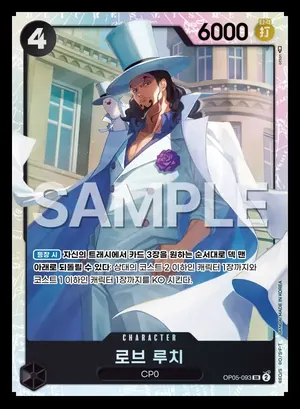 4
6000
打
SAMPLE
등장 시 자신의 트래시에서 카드 3장을 원하는 순서대로 덱 맨
아래로 되돌릴 수 있다: 상대의 코스트 2 이하인 캐릭터 1장까지와
코스트 1 이하인 캐릭터 1장까지를 KO 시킨다.
CHARACTER
로브 루치
CP0
OP05-093 SR
2